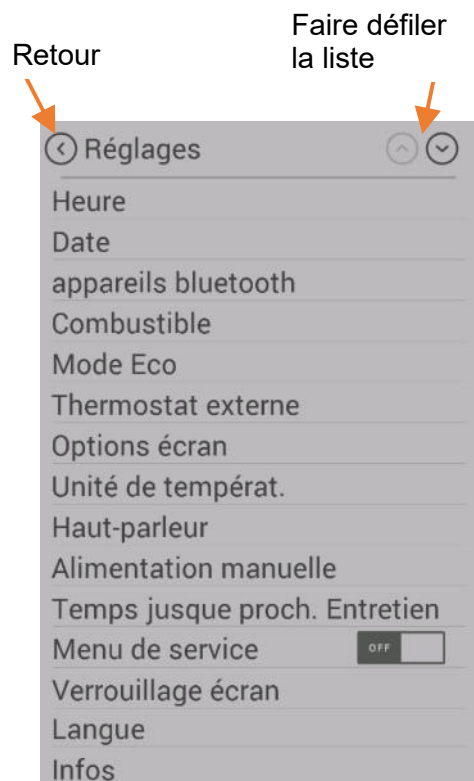 Faire défiler
la liste
Retour
Réglages
Heure
Date
appareils bluetooth
Combustible
Mode Eco
Thermostat externe
Options écran
Unité de températ.
Haut-parleur
Alimentation manuelle
Temps jusque proch. Entretien
Menu de service OFF
Verrouillage écran
Langue
Infos